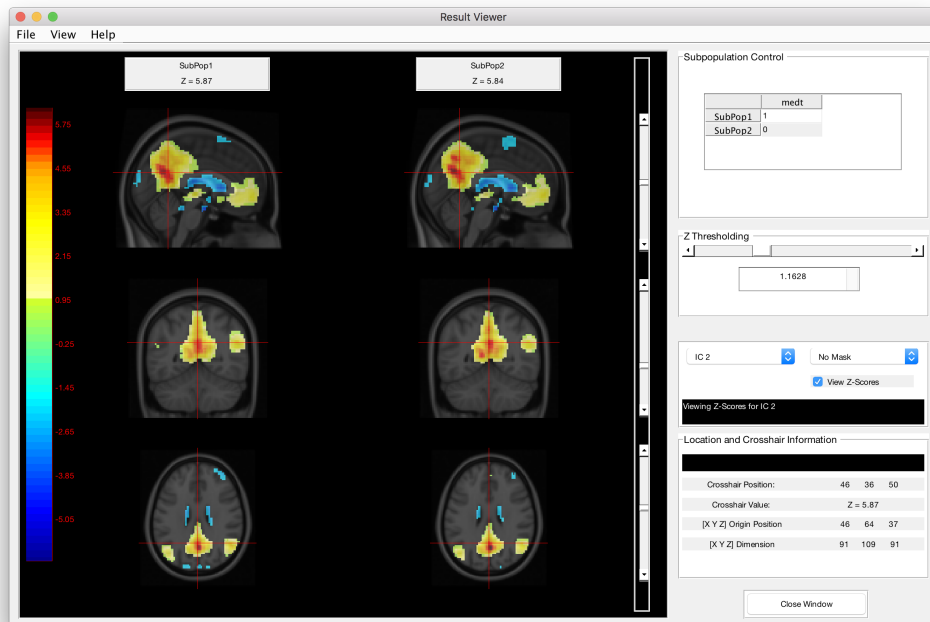 Result Viewer
File View Help
SubPop1
Z = 5.87
SubPop2
Z = 5.84
5.75
4.55
3.35
2.15
0.95
-0.25
-1.45
-2.65
-3.85
-5.06
Subpopulation Control
medt
SubPop1 1
SubPop2 0
Z Thresholding
1.1628
IC 2
No Mask
View Z-Scores
Viewing Z-Scores for IC 2
Location and Crosshair Information
Crosshair Position: 46 36 50
Crosshair Value: Z = 5.87
[X Y Z] Origin Position 46 64 37
[X Y Z] Dimension 91 109 91
Close Window